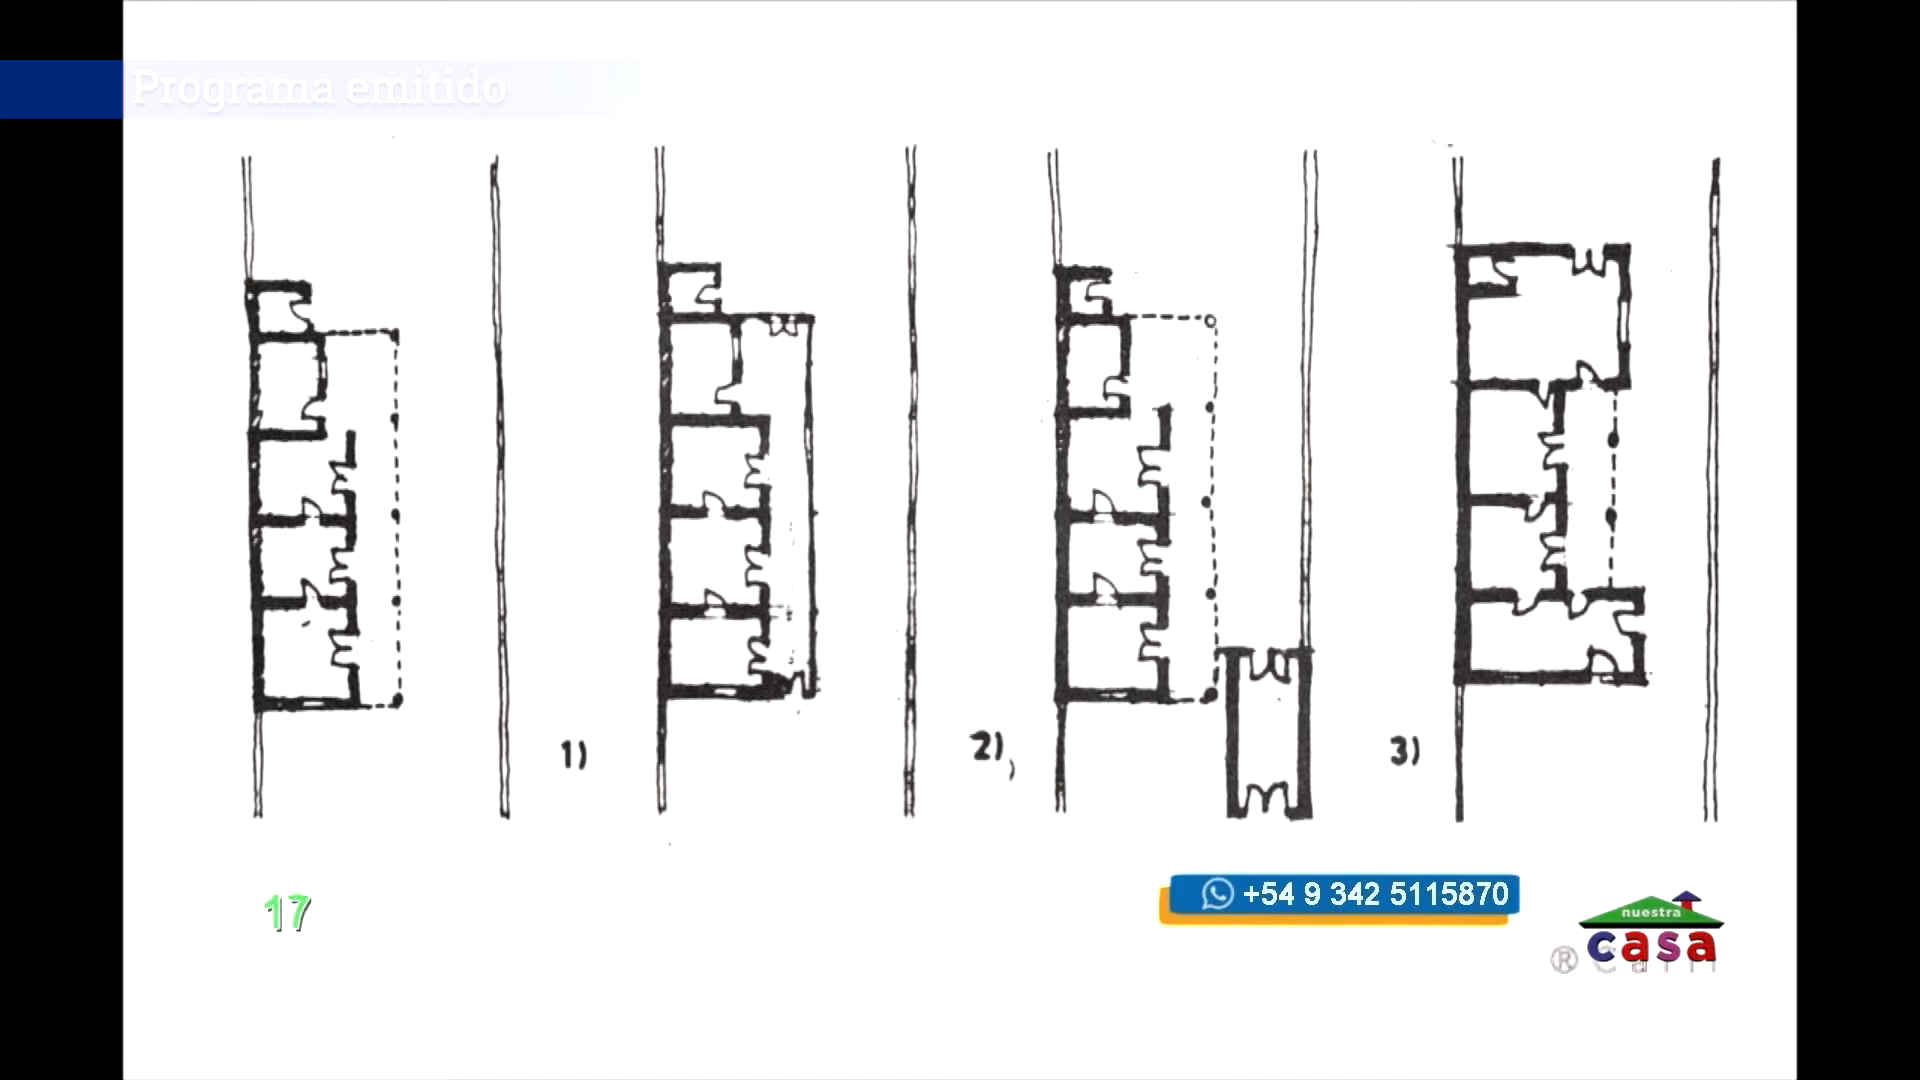 Programa emitido
1)
2),
3)
17
+54 9 342 5115870
nuestra
casa
®